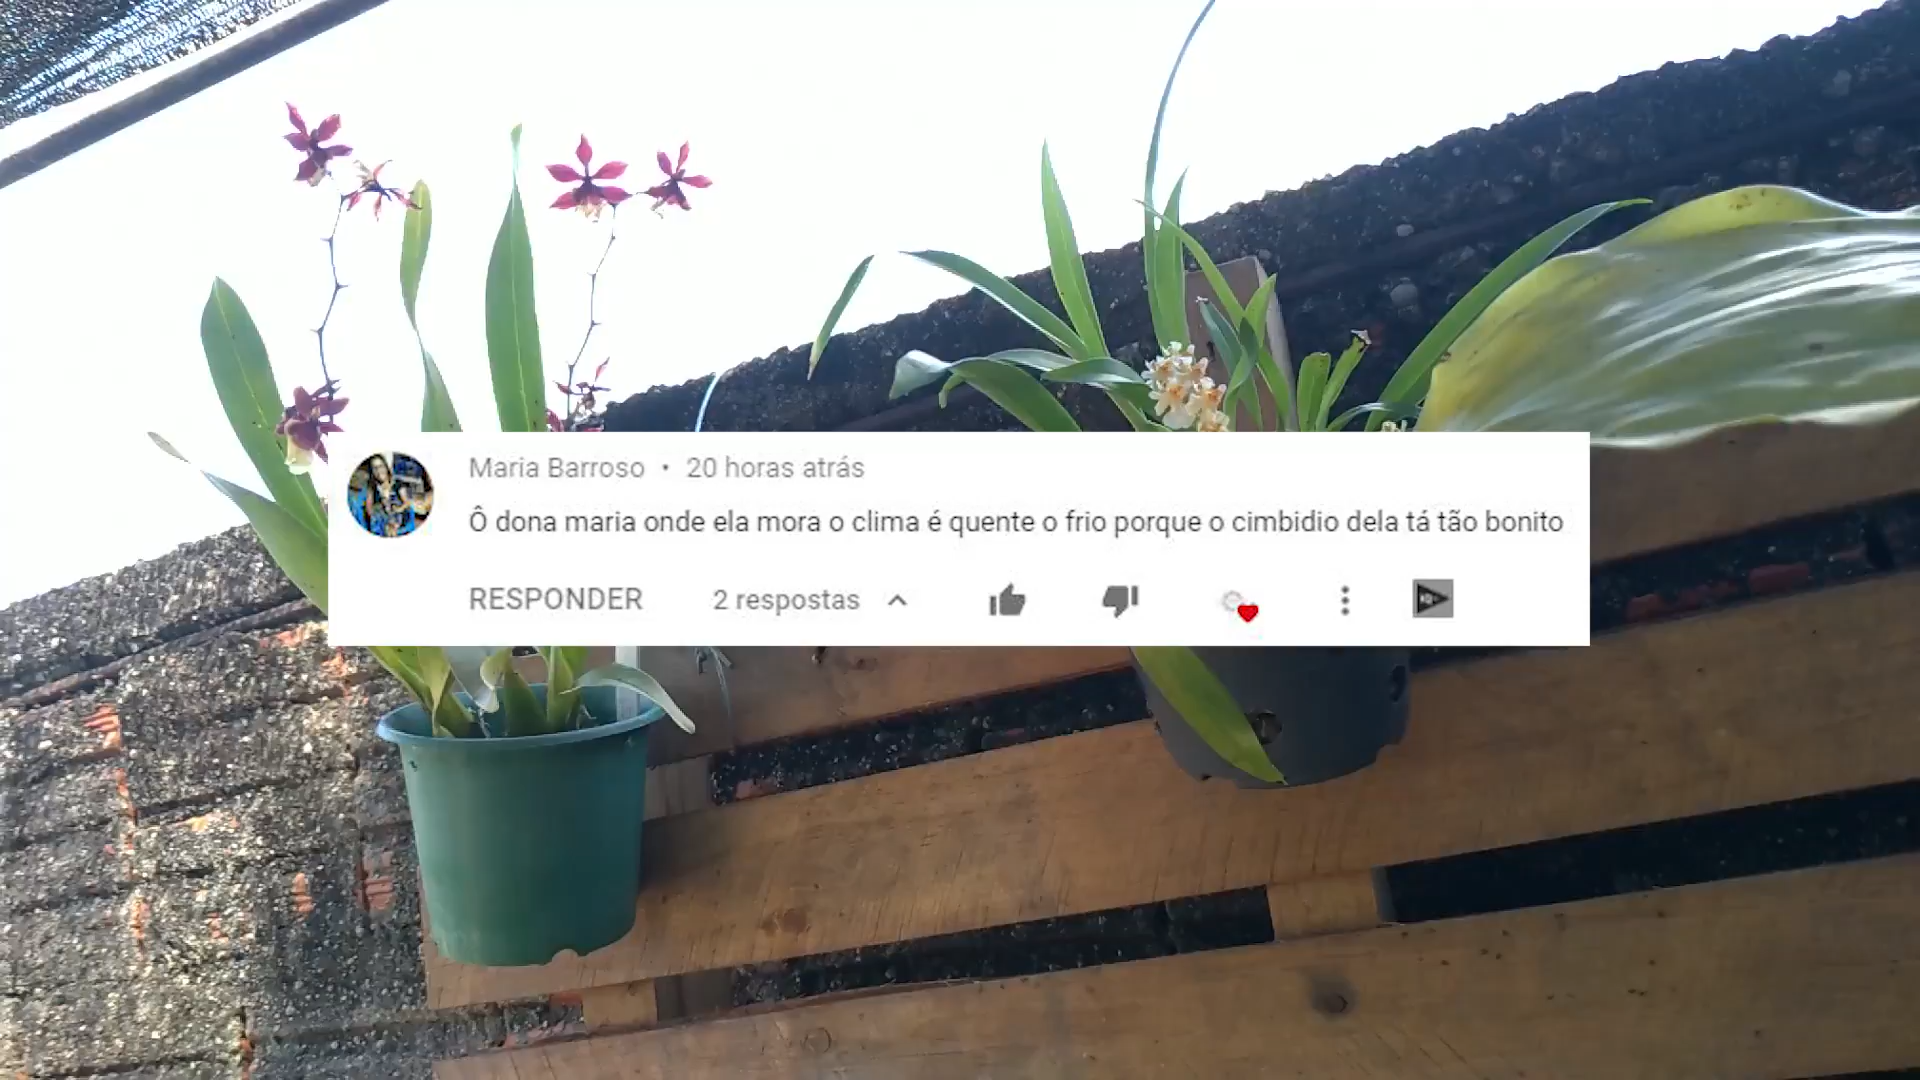 Maria Barroso • 20 horas atrás
Ô dona maria onde ela mora o clima é quente o frio porque o cimbidio dela tá tão bonito
RESPONDER 2 respostas